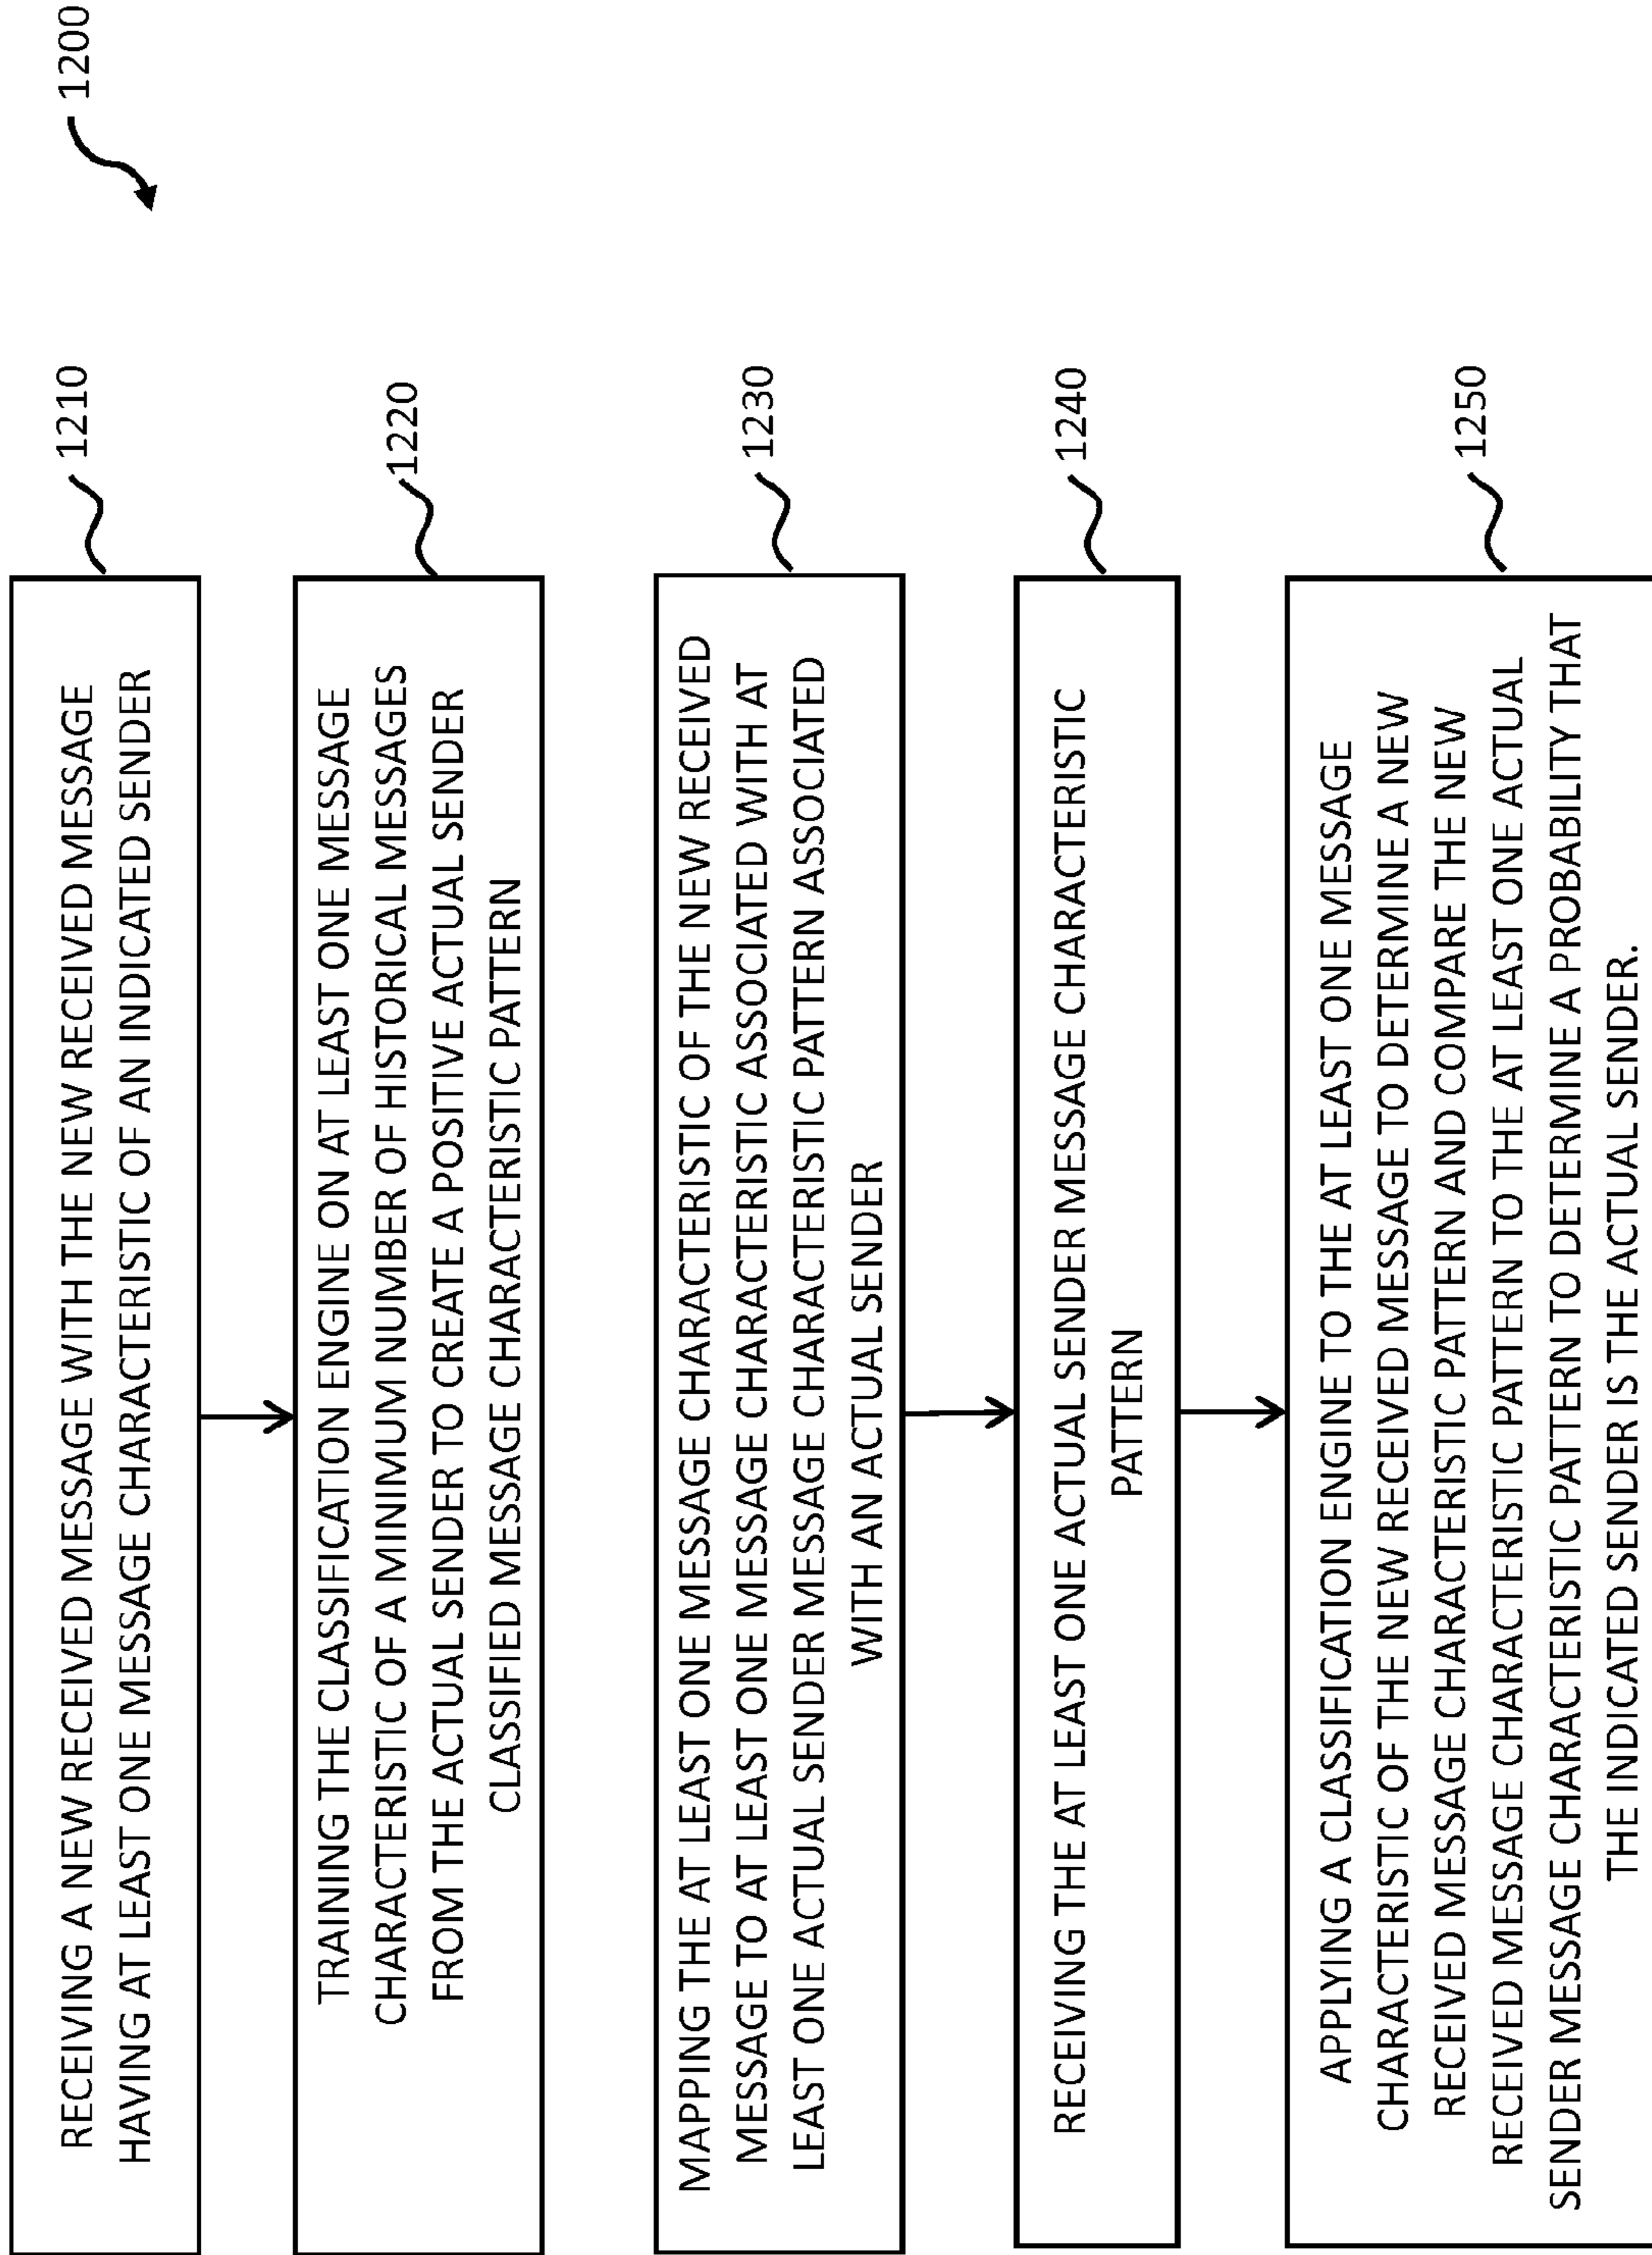 1200
RECEIVING A NEW RECEIVED MESSAGE WITH THE NEW RECEIVED MESSAGE
HAVING AT LEAST ONE MESSAGE CHARACTERISTIC OF AN INDICATED SENDER
1210
TRAINING THE CLASSIFICATION ENGINE ON AT LEAST ONE MESSAGE
CHARACTERISTIC OF A MINIMUM NUMBER OF HISTORICAL MESSAGES
FROM THE ACTUAL SENDER TO CREATE A POSITIVE ACTUAL SENDER
CLASSIFIED MESSAGE CHARACTERISTIC PATTERN
1220
MAPPING THE AT LEAST ONE MESSAGE CHARACTERISTIC OF THE NEW RECEIVED
MESSAGE TO AT LEAST ONE MESSAGE CHARACTERISTIC ASSOCIATED WITH AT
LEAST ONE ACTUAL SENDER MESSAGE CHARACTERISTIC PATTERN ASSOCIATED
WITH AN ACTUAL SENDER
1230
RECEIVING THE AT LEAST ONE ACTUAL SENDER MESSAGE CHARACTERISTIC
PATTERN
1240
APPLYING A CLASSIFICATION ENGINE TO THE AT LEAST ONE MESSAGE
CHARACTERISTIC OF THE NEW RECEIVED MESSAGE TO DETERMINE A NEW
RECEIVED MESSAGE CHARACTERISTIC PATTERN AND COMPARE THE NEW
RECEIVED MESSAGE CHARACTERISTIC PATTERN TO THE AT LEAST ONE ACTUAL
SENDER MESSAGE CHARACTERISTIC PATTERN TO DETERMINE A PROBABILITY THAT
THE INDICATED SENDER IS THE ACTUAL SENDER.
1250